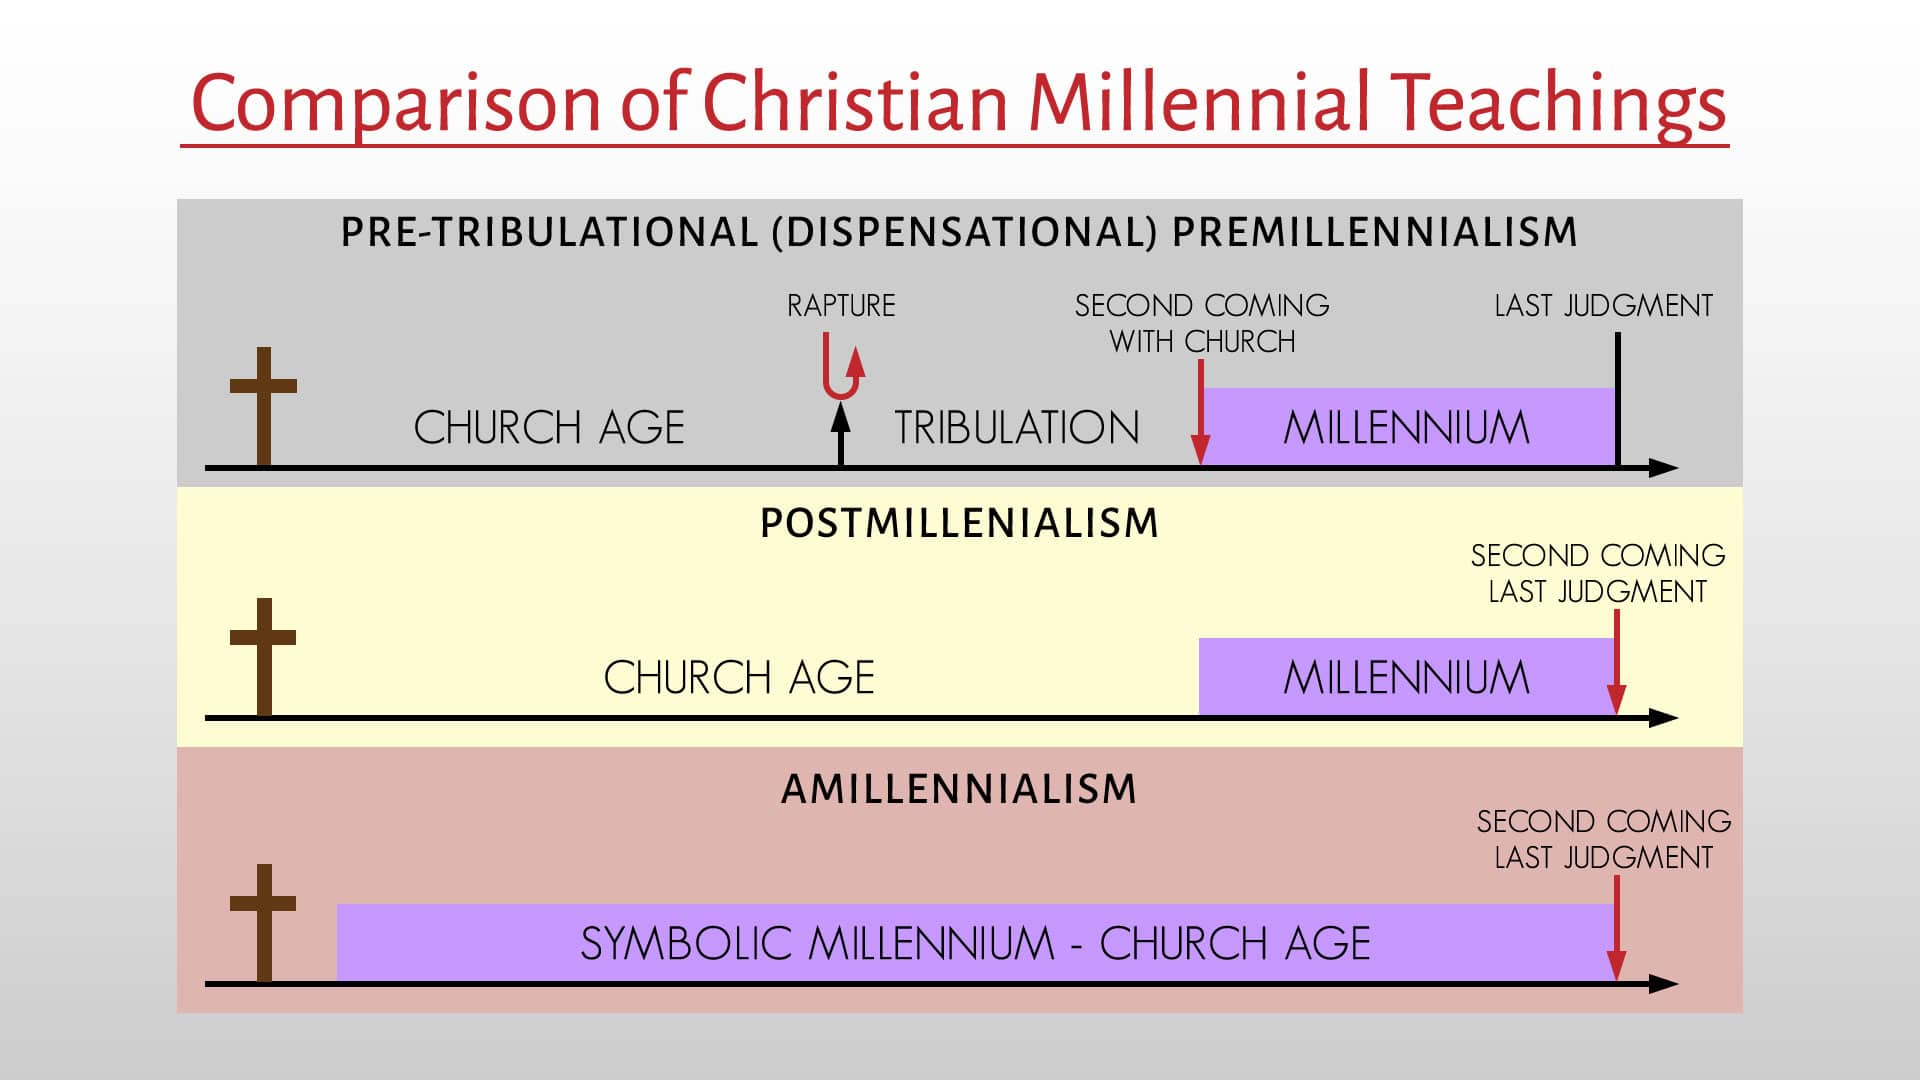 Comparison of Christian Millennial Teachings
PRE-TRIBULATIONAL (DISPENSATIONAL) PREMILLENNIALISM
RAPTURE
SECOND COMING
WITH CHURCH
LAST JUDGMENT
CHURCH AGE
TRIBULATION
MILLENNIUM
POSTMILLENIALISM
SECOND COMING
LAST JUDGMENT
CHURCH AGE
MILLENNIUM
AMILLENNIALISM
SECOND COMING
LAST JUDGMENT
SYMBOLIC MILLENNIUM - CHURCH AGE